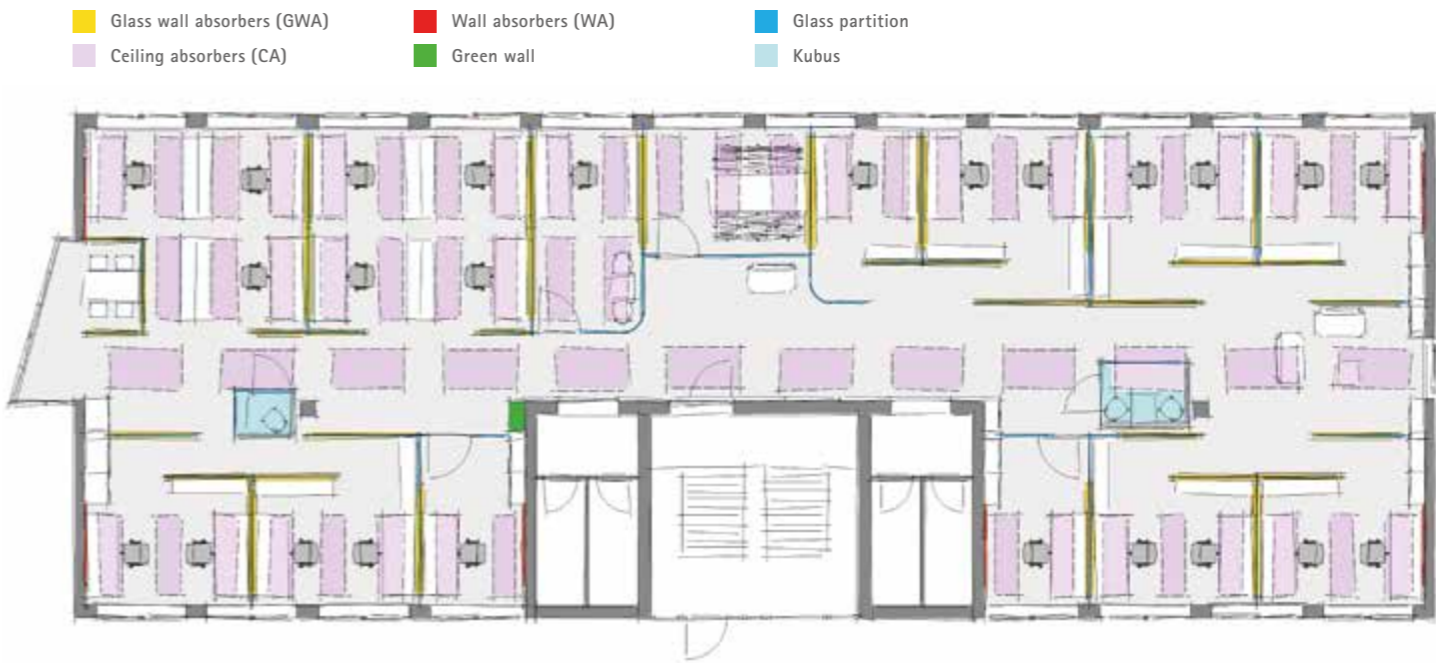 Glass wall absorbers (GWA)
Wall absorbers (WA)
Glass partition
Ceiling absorbers (CA)
Green wall
Kubus